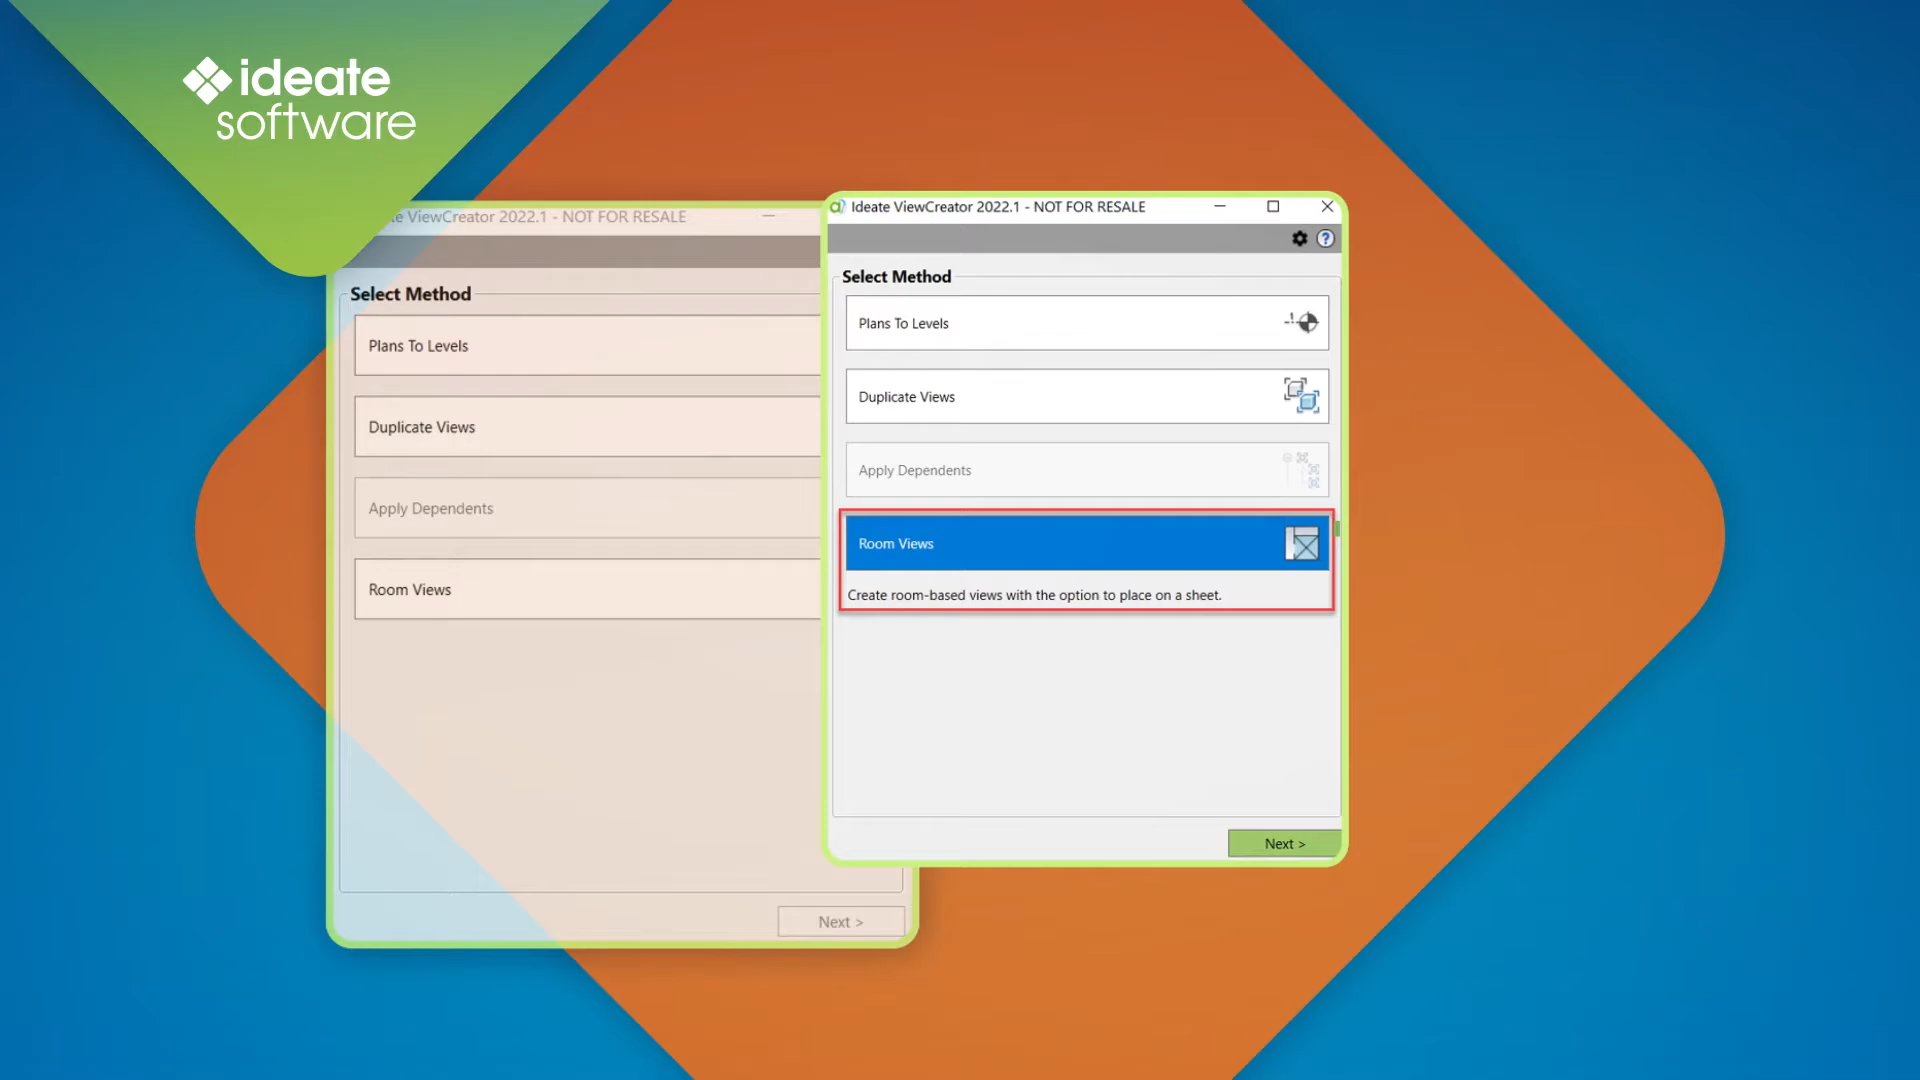 ideate
software
te ViewCreator 2022.1 - NOT FOR RESALE
Select Method
Plans To Levels
Duplicate Views
Apply Dependents
Room Views
Next >
Ideate ViewCreator 2022.1 - NOT FOR RESALE
?
Select Method
Plans To Levels
-1
Duplicate Views
Apply Dependents
Room Views
Create room-based views with the option to place on a sheet.
Next >